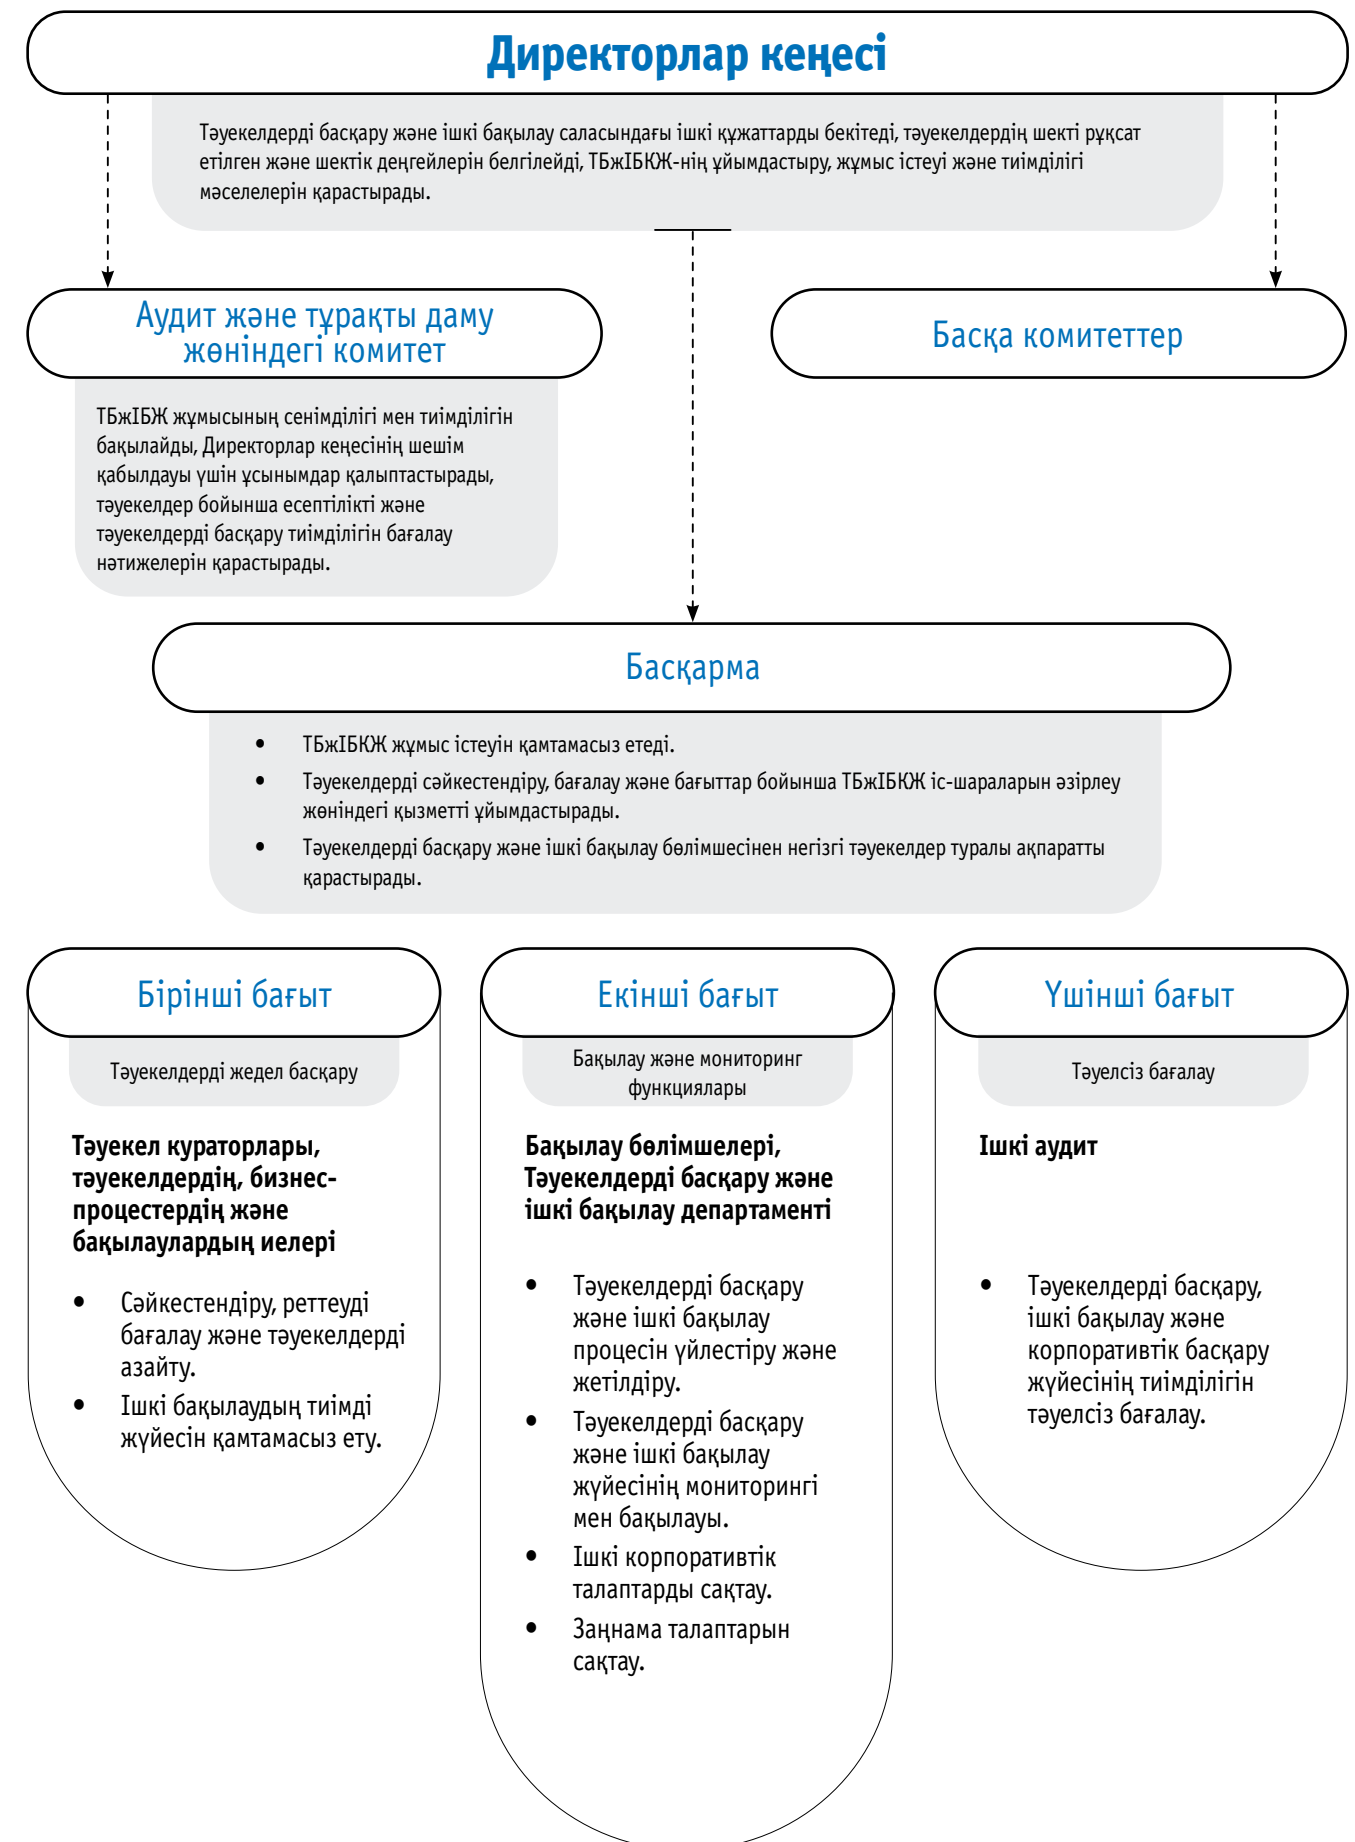 Директорлар кеңесі
Тәуекелдерді басқару және ішкі бақылау саласындағы ішкі құжаттарды бекітеді, тәуекелдердің шекті рұқсат
етілген және шектік деңгейлерін белгілейді, ТБжІБКЖ-нің ұйымдастыру, жұмыс істеуі және тиімділігі
мәселелерін қарастырады.
Аудит және тұрақты даму
жөніндегі комитет
Басқа комитеттер
ТБжІБЖ жұмысының сенімділігі мен тиімділігін
бақылайды, Директорлар кеңесінің шешім
қабылдауы үшін ұсынымдар қалыптастырады,
тәуекелдер бойынша есептілікті және
тәуекелдерді басқару тиімділігін бағалау
нәтижелерін қарастырады.
Басқарма
• ТБжІБКЖ жұмыс істеуін қамтамасыз етеді.
• Тәуекелдерді сәйкестендіру, бағалау және бағыттар бойынша ТБжІБКЖ іс-шараларын әзірлеу
жөніндегі қызметті ұйымдастырады.
• Тәуекелдерді басқару және ішкі бақылау бөлімшесінен негізгі тәуекелдер туралы ақпаратты
қарастырады.
Бірінші бағыт
Тәуекелдерді жедел басқару
Тәуекел кураторлары,
тәуекелдердің, бизнес-
процестердің және
бақылаулардың иелері
• Сәйкестендіру, реттеуді
бағалау және тәуекелдерді
азайту.
• Ішкі бақылаудың тиімді
жүйесін қамтамасыз ету.
Екінші бағыт
Бақылау және мониторинг
функциялары
Бақылау бөлімшелері,
Тәуекелдерді басқару және
ішкі бақылау департаменті
• Тәуекелдерді басқару
және ішкі бақылау
процесін үйлестіру және
жетілдіру.
• Тәуекелдерді басқару
және ішкі бақылау
жүйесінің мониторингі
мен бақылауы.
• Ішкі корпоративтік
талаптарды сақтау.
• Заңнама талаптарын
сақтау.
Үшінші бағыт
Тәуелсіз бағалау
Ішкі аудит
• Тәуекелдерді басқару,
ішкі бақылау және
корпоративтік басқару
жүйесінің тиімділігін
тәуелсіз бағалау.